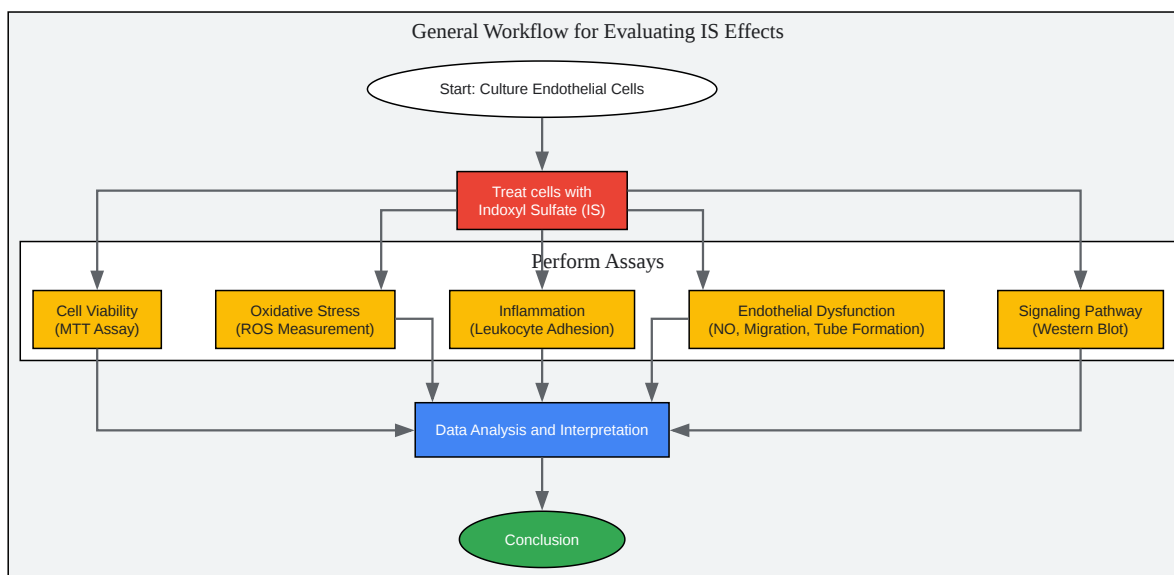 General Workflow for Evaluating IS Effects
Start: Culture Endothelial Cells
Treat cells with
Indoxyl Sulfate (IS)
Perform Assays
Cell Viability
(MTT Assay)
Oxidative Stress
(ROS Measurement)
Inflammation
(Leukocyte Adhesion)
Endothelial Dysfunction
(NO, Migration, Tube Formation)
Signaling Pathway
(Western Blot)
Data Analysis and Interpretation
Conclusion